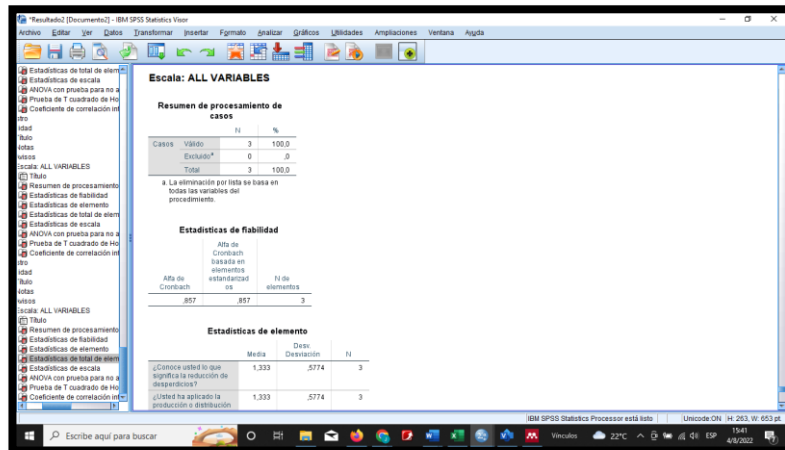 *Resultado2 [Documento2] - IBM SPSS Statistics Visor
Archivo Editar Ver Datos Transformar Insertar Formato Analizar Gráficos Utilidades Ampliaciones Ventana Ayuda
Estadísticas de total de elem
Estadísticas de escala
ANOVA con prueba para no a
Prueba de T cuadrado de Ho
Coeficiente de correlación int
stro
idad
Título
Notas
Avisos
Escala: ALL VARIABLES
Título
Resumen de procesamiento
Estadísticas de fiabilidad
Estadísticas de elemento
Estadísticas de total de elem
Estadísticas de escala
ANOVA con prueba para no a
Prueba de T cuadrado de Ho
Coeficiente de correlación int
stro
idad
Título
Notas
Avisos
Escala: ALL VARIABLES
Título
Resumen de procesamiento
Estadísticas de fiabilidad
Estadísticas de elemento
Estadísticas de total de elem
Estadísticas de escala
ANOVA con prueba para no a
Prueba de T cuadrado de Ho
Coeficiente de correlación int
Escala: ALL VARIABLES
Resumen de procesamiento de
casos
N %
Casos Válido 3 100,0
Excluido a 0 ,0
Total 3 100,0
a. La eliminación por lista se basa en
todas las variables del
procedimiento.
Estadísticas de fiabilidad
Alfa de
Cronbach
basada en
elementos
Alfa de estandarizad N de
Cronbach os elementos
,857 ,857 3
Estadísticas de elemento
Desv.
Media Desviación N
¿Conoce usted lo que 1,333 ,5774 3
significa la reducción de
desperdicios?
¿Usted ha aplicado la 1,333 ,5774 3
producción o distribución
IBM SPSS Statistics Processor está listo Unicode:ON H: 263, W: 653 pt.
Escribe aquí para buscar Vínculos 22°C ESP 15:41
4/8/2022